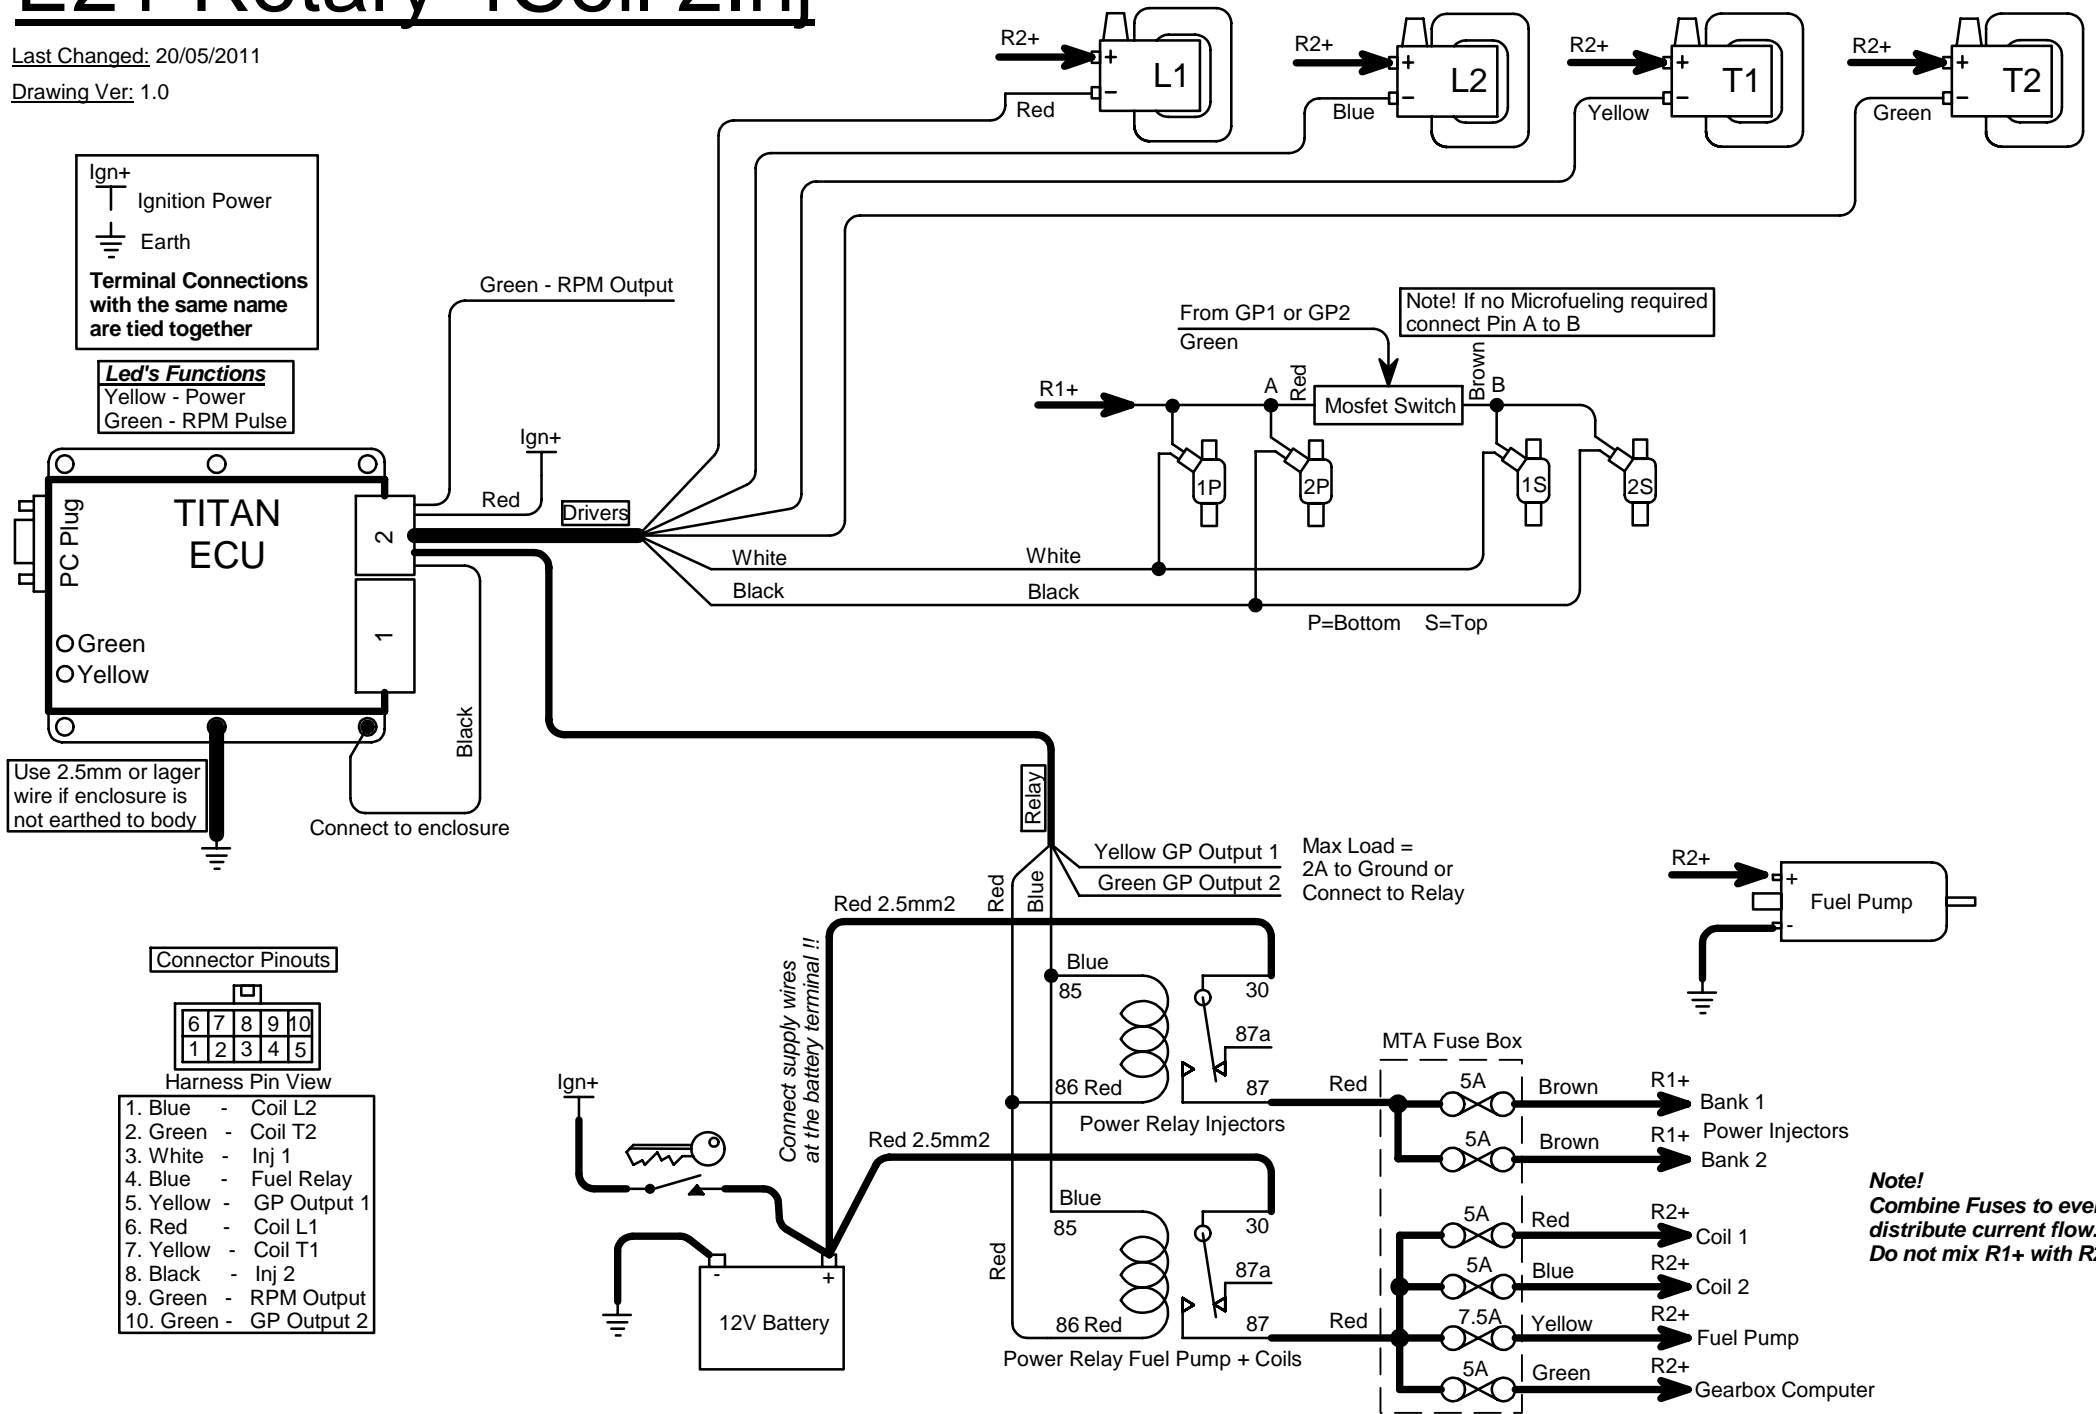 Last Changed: 20/05/2011
Drawing Ver: 1.0
R2+
+
L1
−
Red
R2+
+
L2
−
Blue
R2+
+
T1
−
Yellow
R2+
+
T2
−
Green
Ign+
Ignition Power
Earth
Terminal Connections
with the same name
are tied together
Led's Functions
Yellow - Power
Green - RPM Pulse
Green - RPM Output
Ign+
Red
Drivers
TITAN
ECU
PC Plug
2
1
Green
Yellow
Black
Use 2.5mm or lager
wire if enclosure is
not earthed to body
Connect to enclosure
From GP1 or GP2
Green
Note! If no Microfueling required
connect Pin A to B
R1+
A
Red
Mosfet Switch
Brown
B
1P
2P
1S
2S
White
White
Black
Black
P=Bottom S=Top
Relay
Yellow GP Output 1
Green GP Output 2
Max Load =
2A to Ground or
Connect to Relay
Red
Blue
R2+
+
-
Fuel Pump
Red 2.5mm2
Connect supply wires
at the battery terminal !!
Blue
85
30
87a
86 Red
87
Power Relay Injectors
Red
Red 2.5mm2
Blue
85
30
87a
Red
86 Red
87
Power Relay Fuel Pump + Coils
Red
Connector Pinouts
6 7 8 9 10
1 2 3 4 5
Harness Pin View
1. Blue - Coil L2
2. Green - Coil T2
3. White - Inj 1
4. Blue - Fuel Relay
5. Yellow - GP Output 1
6. Red - Coil L1
7. Yellow - Coil T1
8. Black - Inj 2
9. Green - RPM Output
10. Green - GP Output 2
Ign+
-
+
12V Battery
MTA Fuse Box
5A Brown R1+ Bank 1
Power Injectors
5A Brown R1+ Bank 2
5A Red R2+ Coil 1
5A Blue R2+ Coil 2
7.5A Yellow R2+ Fuel Pump
5A Green R2+ Gearbox Computer
Note!
Combine Fuses to
distribute current flow.
Do not mix R1+ with